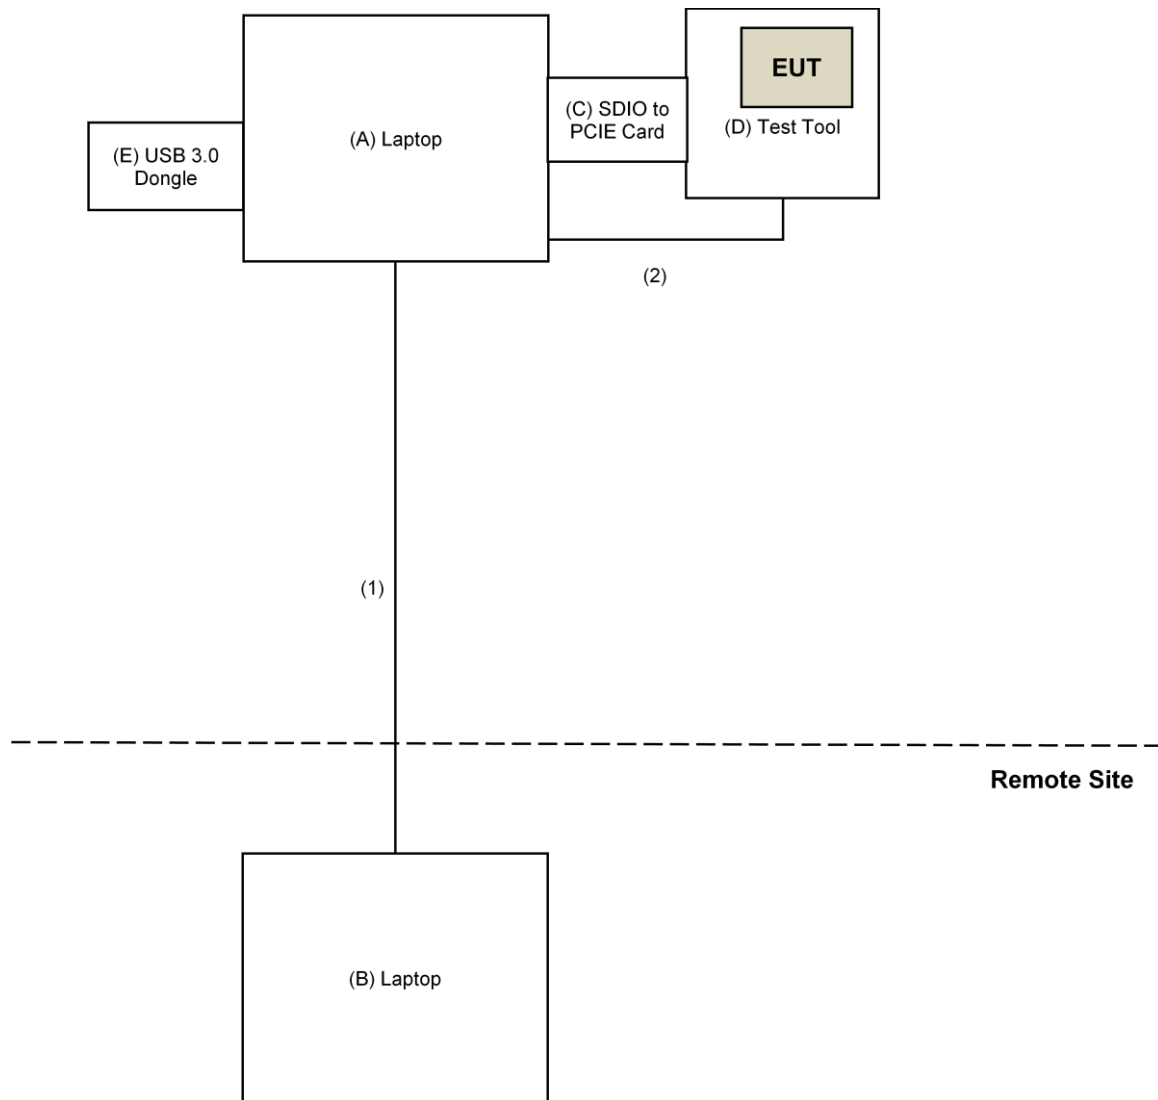 EUT
(C) SDIO to
PCIE Card
(D) Test Tool
(A) Laptop
(E) USB 3.0
Dongle
(2)
(1)
Remote Site
(B) Laptop